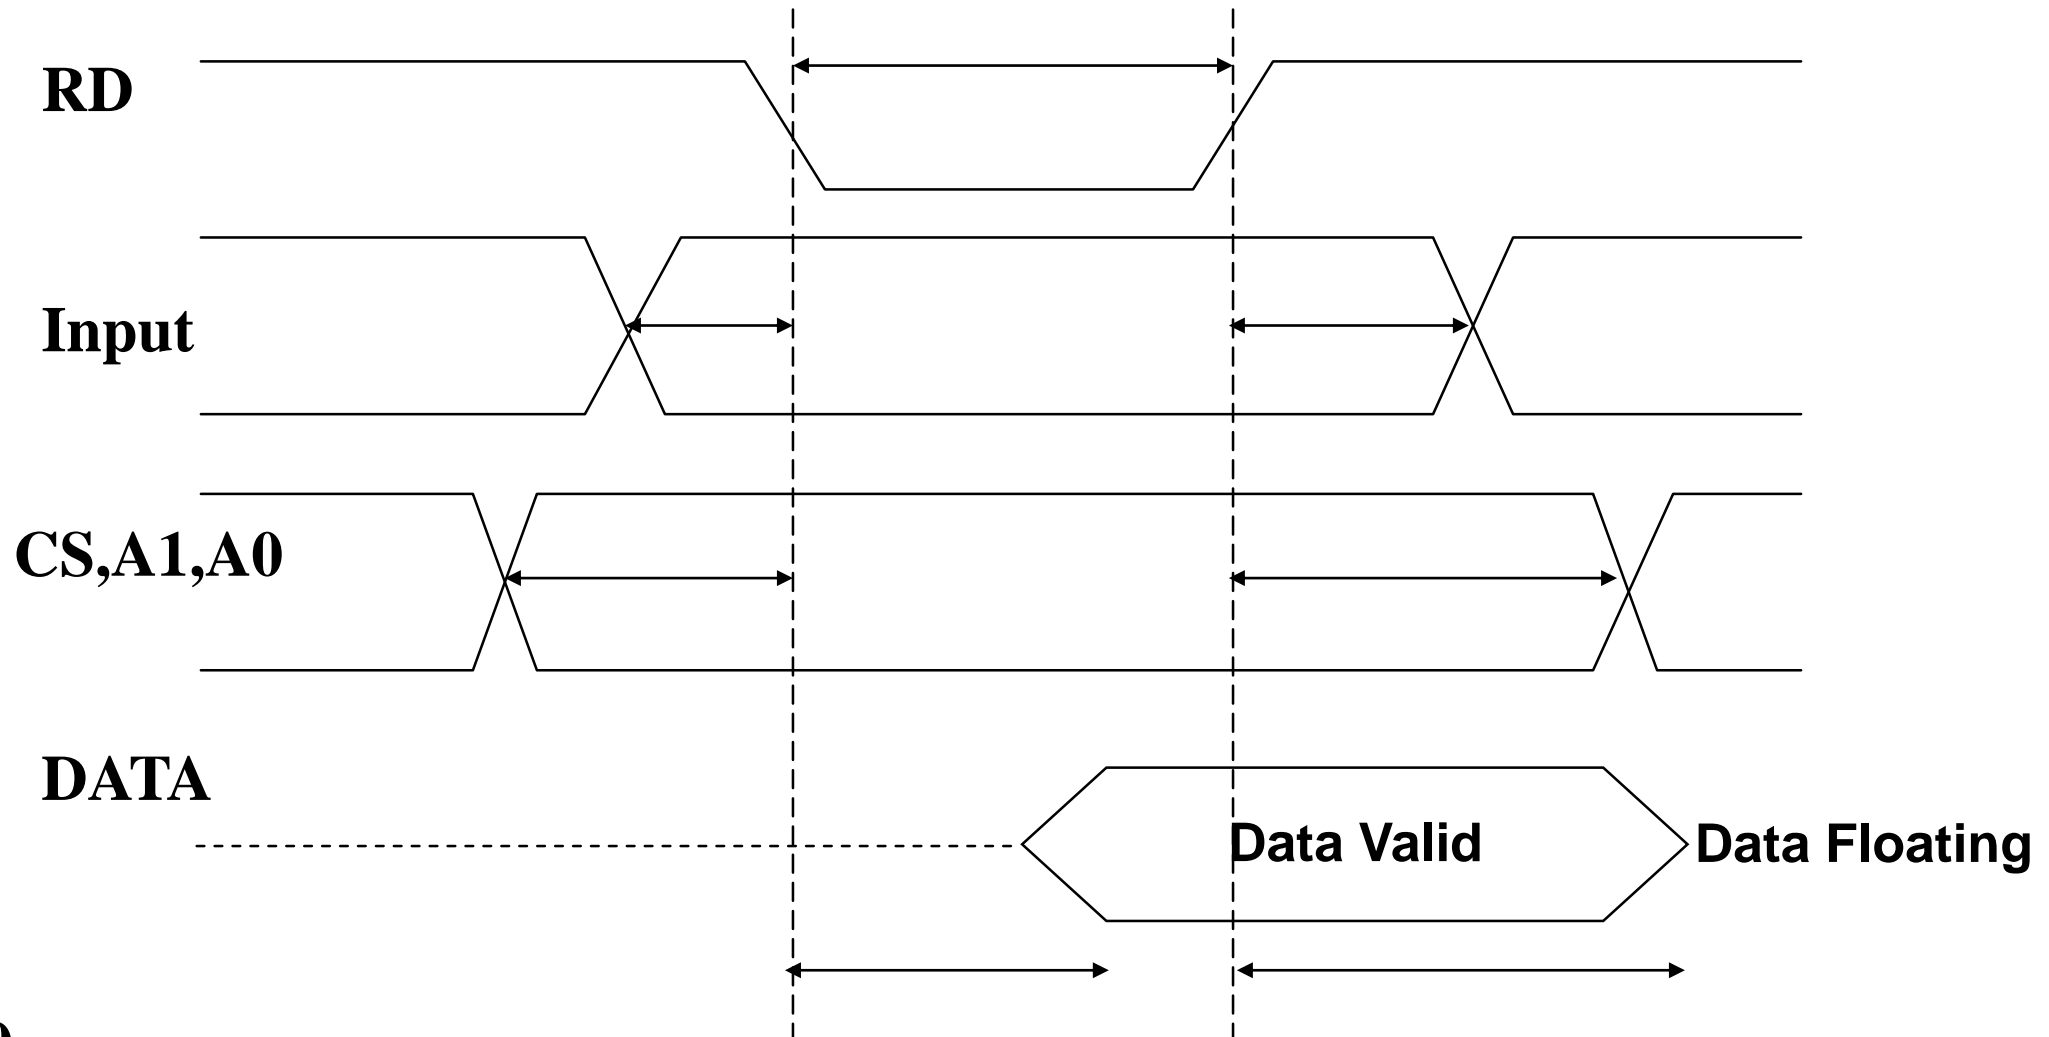 RD
Input
CS,A1,A0
DATA
Data Valid
Data Floating